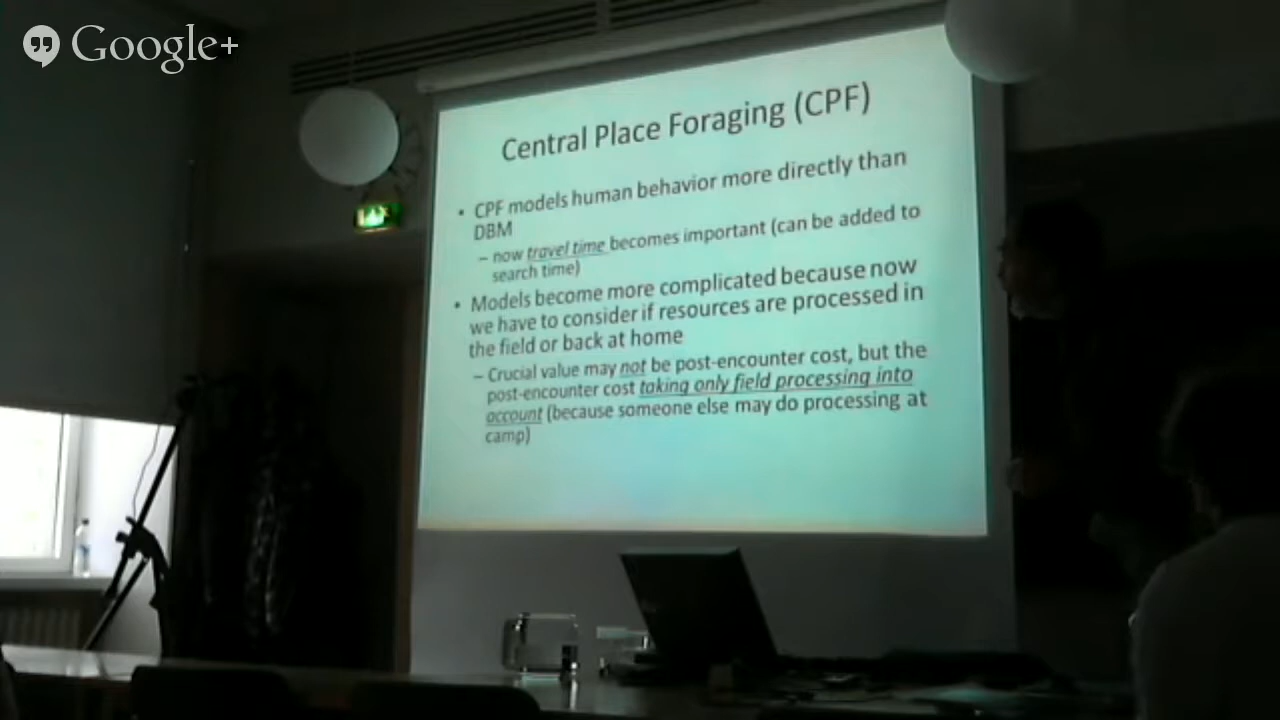 Google+
Central Place Foraging (CPF)
• CPF models human behavior more directly than
DBM
– now travel time becomes important (can be added to
search time)
• Models become more complicated because now
we have to consider if resources are processed in
the field or back at home
– Crucial value may not be post-encounter cost, but the
post-encounter cost taking only field processing into
account (because someone else may do processing at
camp)